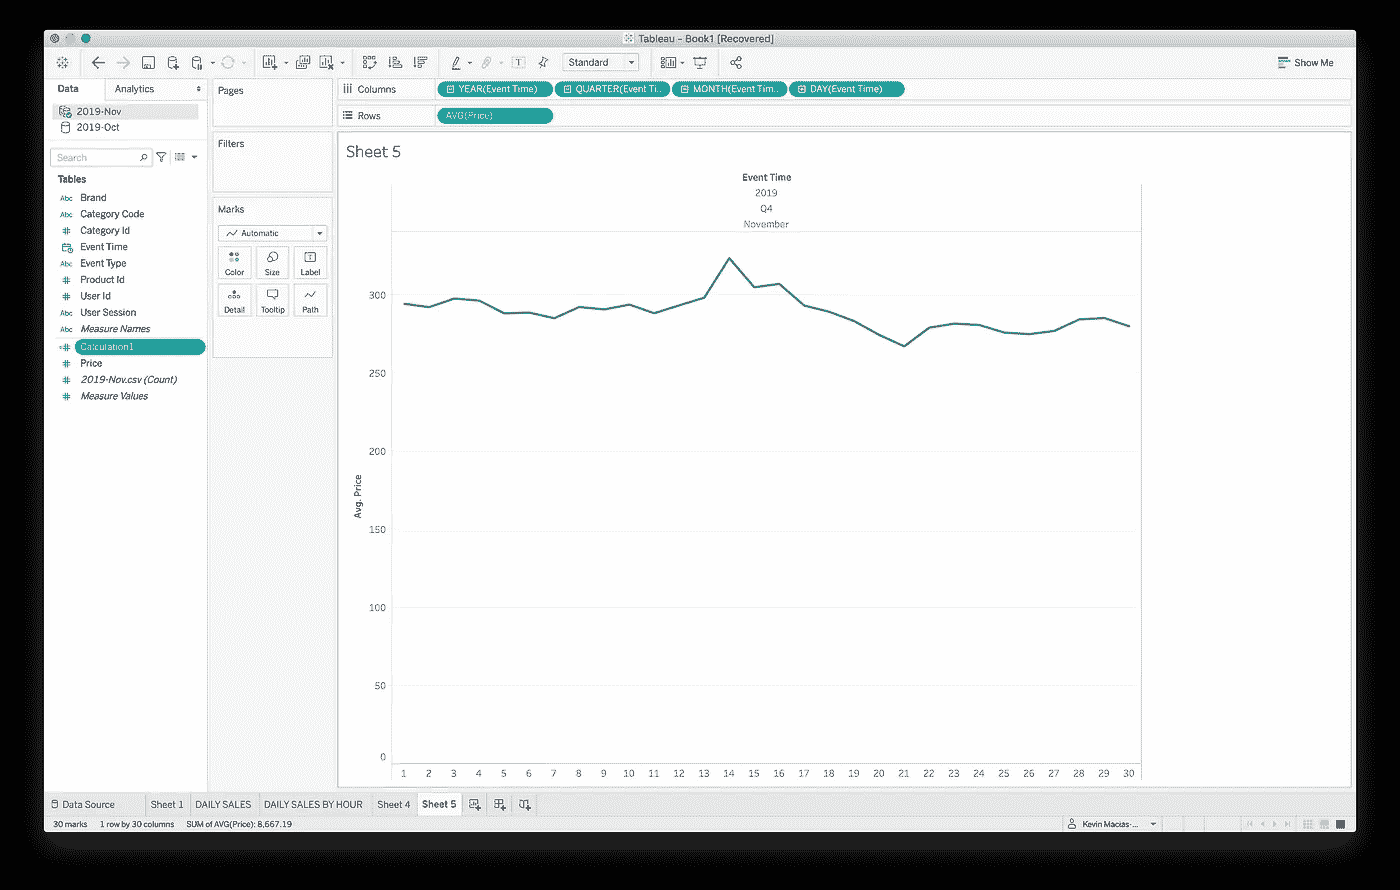 Tableau - Book1 [Recovered]
Standard
Show Me
Data
Analytics
2019-Nov
2019-Oct
Search
Tables
Brand
Category Code
Category Id
Event Time
Event Type
Product Id
User Id
User Session
Measure Names
Calculation1
Price
2019-Nov.csv (Count)
Measure Values
Abc
Abc
Abc
Abc
Abc
Pages
Filters
Marks
Automatic
Color
Size
Label
Detail
Tooltip
Path
Columns
YEAR(Event Time)
QUARTER(Event Ti..
MONTH(Event Tim..
DAY(Event Time)
Rows
AVG(Price)
Sheet 5
Event Time
2019
Q4
November
Avg. Price
300
250
200
150
100
50
0
1 2 3 4 5 6 7 8 9 10 11 12 13 14 15 16 17 18 19 20 21 22 23 24 25 26 27 28 29 30
Data Source
Sheet 1
DAILY SALES
DAILY SALES BY HOUR
Sheet 4
Sheet 5
30 marks
1 row by 30 columns
SUM of AVG(Price): 8,667.19
Kevin Macias-...